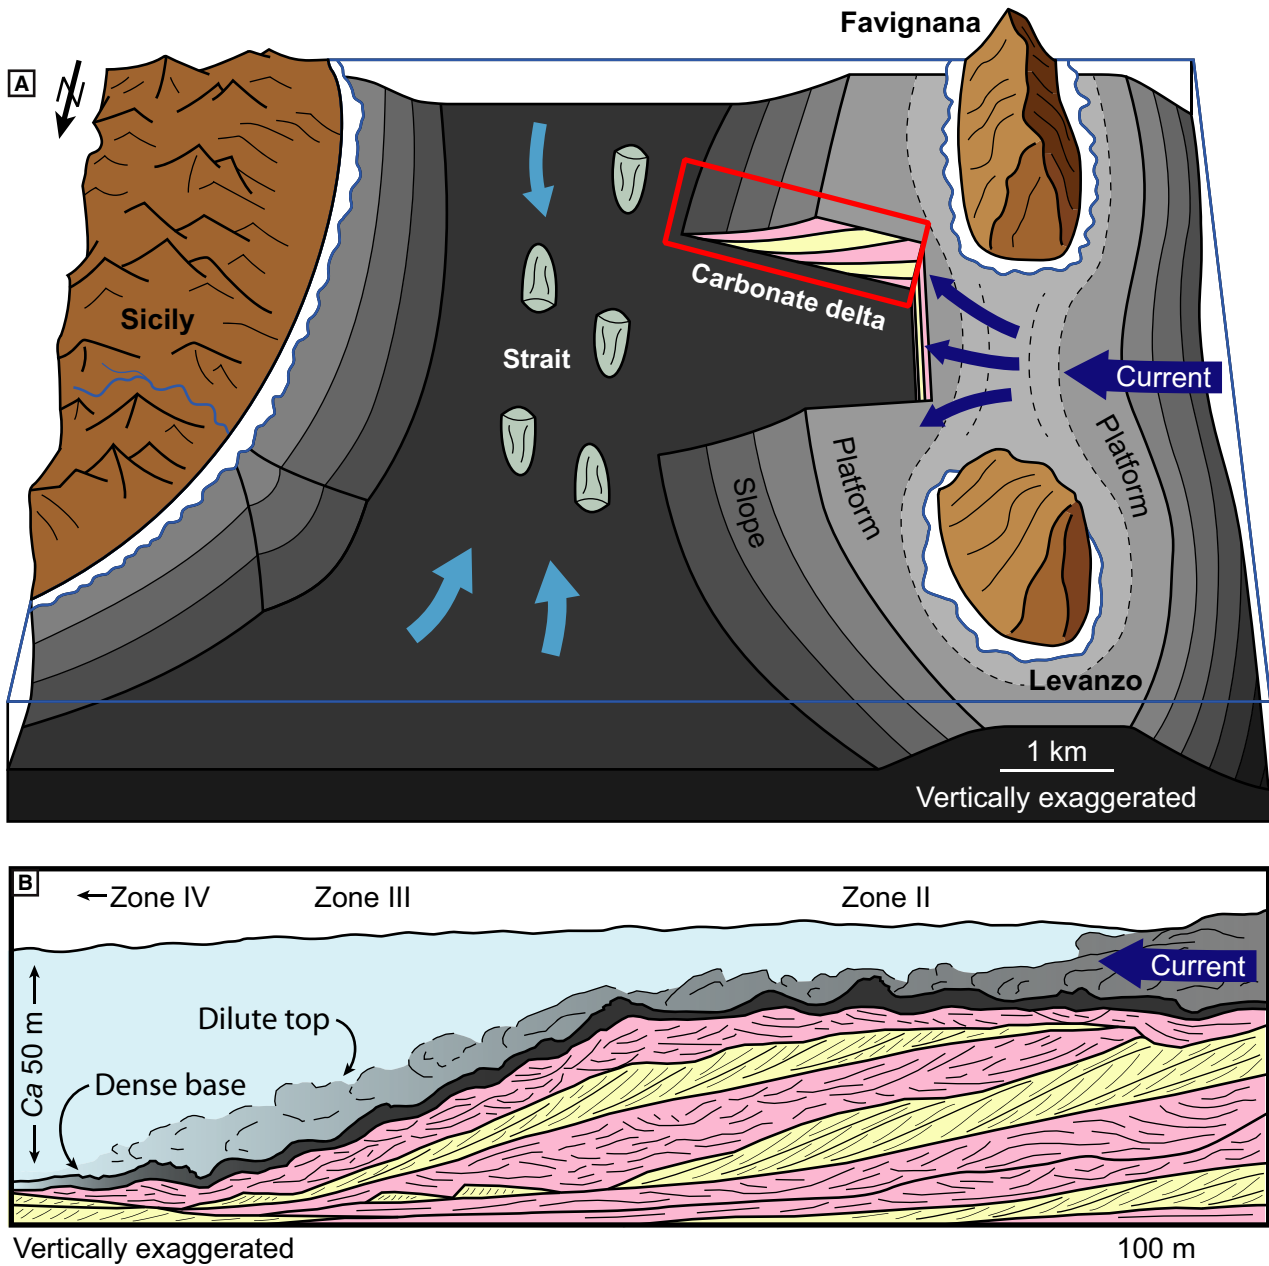 Favignana
A
N
Sicily
Strait
Carbonate delta
Current
Platform
Platform
Slope
Levanzo
1 km
Vertically exaggerated
B
Zone IV
Zone III
Zone II
Current
Dilute top
Dense base
Ca 50 m
Vertically exaggerated
100 m